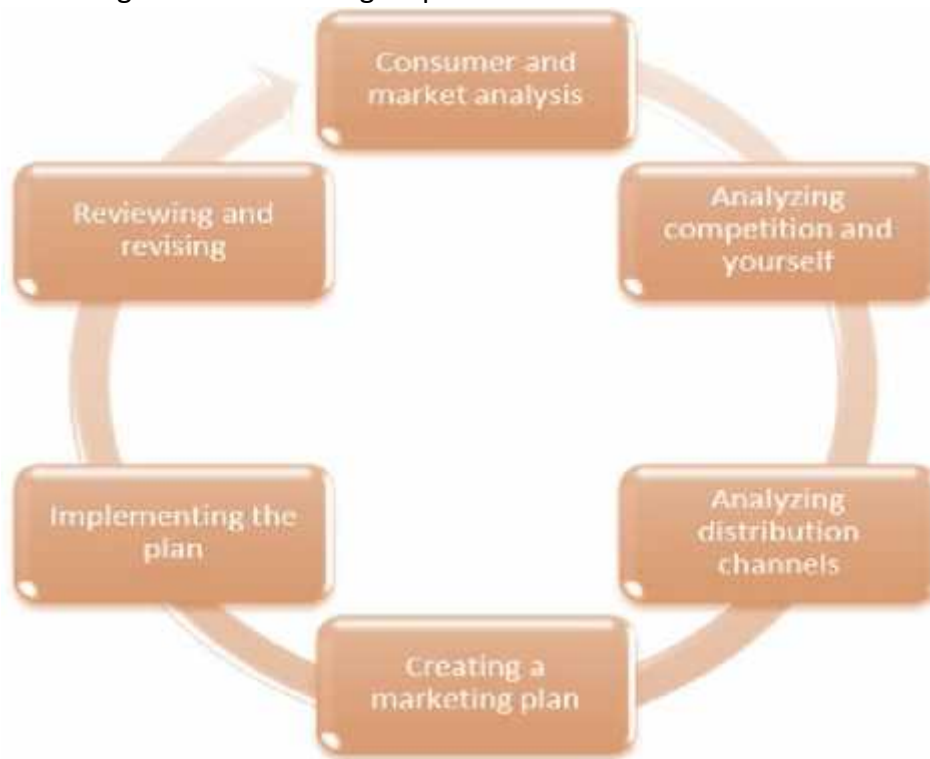 Consumer and
market analysis
Analyzing
competition and
yourself
Analyzing
distribution
channels
Creating a
marketing plan
Implementing the
plan
Reviewing and
revising